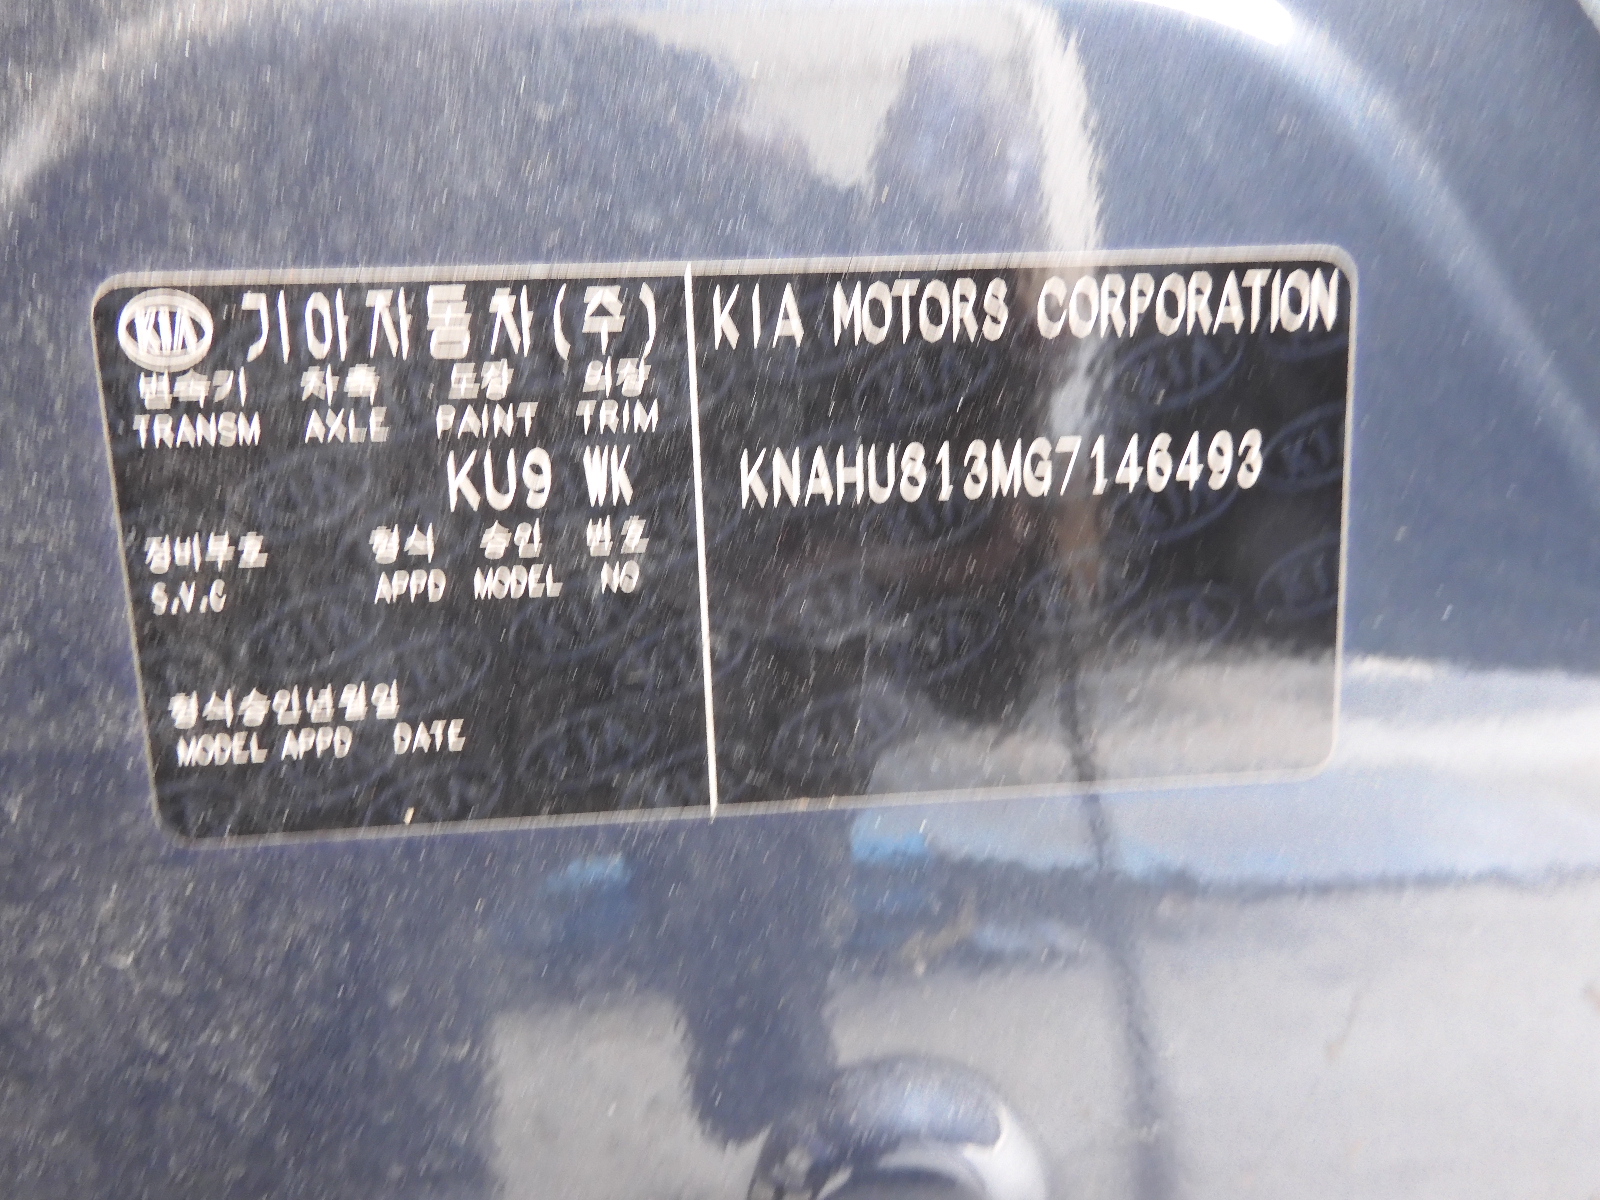 KIA 기아자동차(주)
변속기 차축 도장 의장
TRANSM AXLE PAINT TRIM
KU9 WK
정비부호 형식 승인 번호
S.V.C APPD MODEL NO
형식승인년월일
MODEL APPD DATE
KIA MOTORS CORPORATION
KNAHU813MG7146493